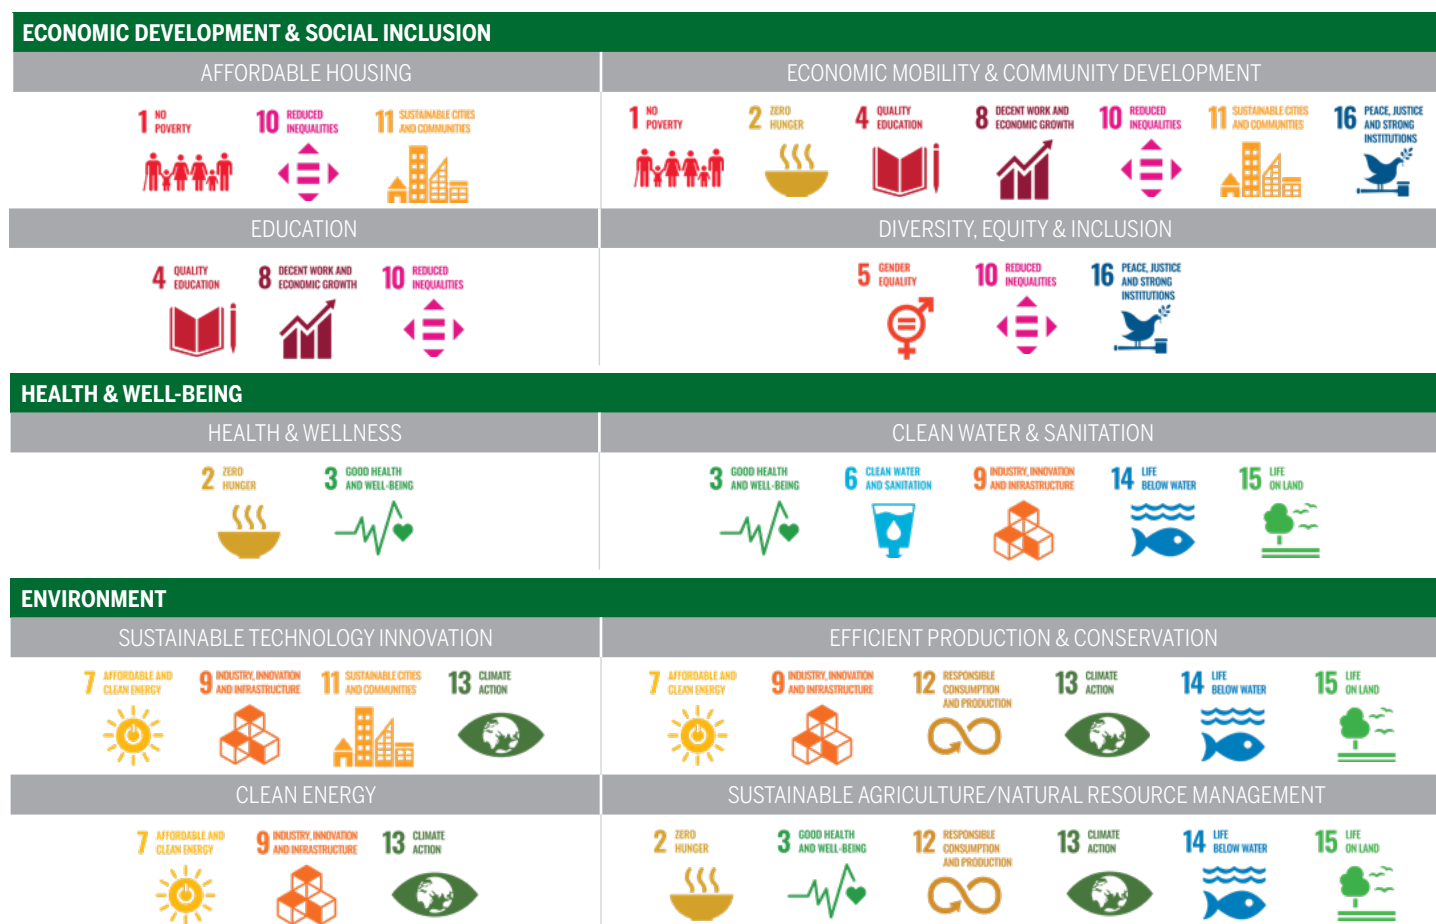 ECONOMIC DEVELOPMENT & SOCIAL INCLUSION
AFFORDABLE HOUSING
1 NO POVERTY
10 REDUCED INEQUALITIES
11 SUSTAINABLE CITIES AND COMMUNITIES
ECONOMIC MOBILITY & COMMUNITY DEVELOPMENT
1 NO POVERTY
2 ZERO HUNGER
4 QUALITY EDUCATION
8 DECENT WORK AND ECONOMIC GROWTH
10 REDUCED INEQUALITIES
11 SUSTAINABLE CITIES AND COMMUNITIES
16 PEACE, JUSTICE AND STRONG INSTITUTIONS
EDUCATION
4 QUALITY EDUCATION
8 DECENT WORK AND ECONOMIC GROWTH
10 REDUCED INEQUALITIES
DIVERSITY, EQUITY & INCLUSION
5 GENDER EQUALITY
10 REDUCED INEQUALITIES
16 PEACE, JUSTICE AND STRONG INSTITUTIONS
HEALTH & WELL-BEING
HEALTH & WELLNESS
2 ZERO HUNGER
3 GOOD HEALTH AND WELL-BEING
CLEAN WATER & SANITATION
3 GOOD HEALTH AND WELL-BEING
6 CLEAN WATER AND SANITATION
9 INDUSTRY, INNOVATION AND INFRASTRUCTURE
14 LIFE BELOW WATER
15 LIFE ON LAND
ENVIRONMENT
SUSTAINABLE TECHNOLOGY INNOVATION
7 AFFORDABLE AND CLEAN ENERGY
9 INDUSTRY, INNOVATION AND INFRASTRUCTURE
11 SUSTAINABLE CITIES AND COMMUNITIES
13 CLIMATE ACTION
EFFICIENT PRODUCTION & CONSERVATION
7 AFFORDABLE AND CLEAN ENERGY
9 INDUSTRY, INNOVATION AND INFRASTRUCTURE
12 RESPONSIBLE CONSUMPTION AND PRODUCTION
13 CLIMATE ACTION
14 LIFE BELOW WATER
15 LIFE ON LAND
CLEAN ENERGY
7 AFFORDABLE AND CLEAN ENERGY
9 INDUSTRY, INNOVATION AND INFRASTRUCTURE
13 CLIMATE ACTION
SUSTAINABLE AGRICULTURE/NATURAL RESOURCE MANAGEMENT
2 ZERO HUNGER
3 GOOD HEALTH AND WELL-BEING
12 RESPONSIBLE CONSUMPTION AND PRODUCTION
13 CLIMATE ACTION
14 LIFE BELOW WATER
15 LIFE ON LAND